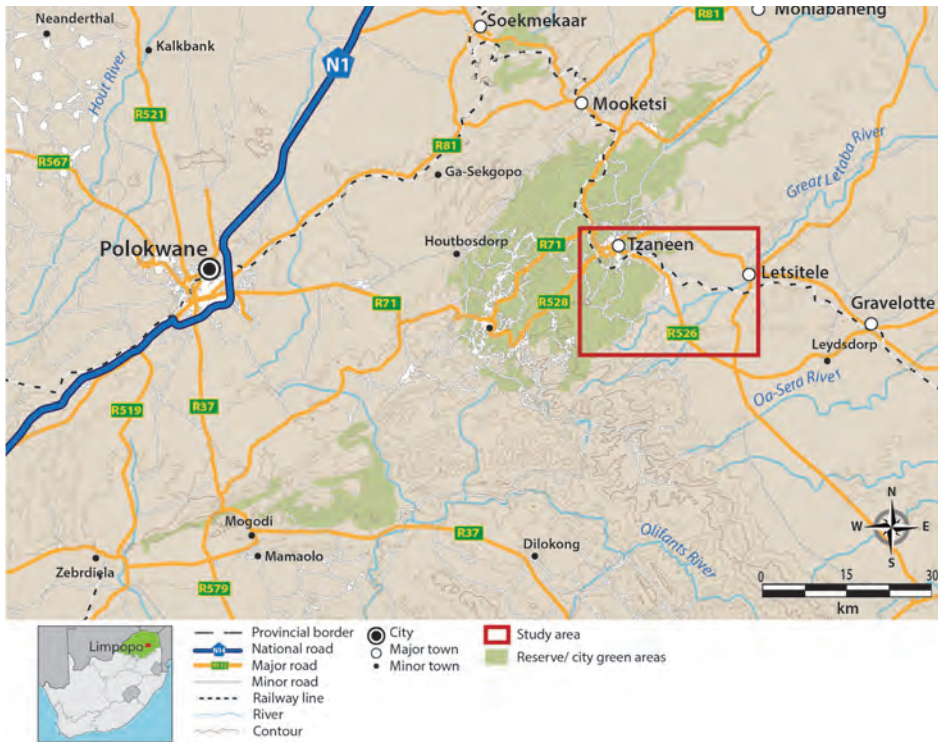 Neanderthal
Kalkbank
Hout River
N1
Soekmekaar
R81
Mohlabaneng
R521
Mooketsi
R567
R81
Ga-Sekgopo
Great Letaba River
Polokwane
Houtbosdorp
R71
Tzaneen
Letsitele
R71
R528
Gravelotte
R526
Leydsdorp
Oa-Sera River
R519
R37
Mogodi
R37
Mamaolo
Dilokong
Olifants River
Zebrdiela
R579
N
W
E
S
0
15
30
km
Limpopo
Provincial border
N14
National road
Major road
Minor road
Railway line
River
Contour
City
Major town
Minor town
Study area
Reserve/ city green areas